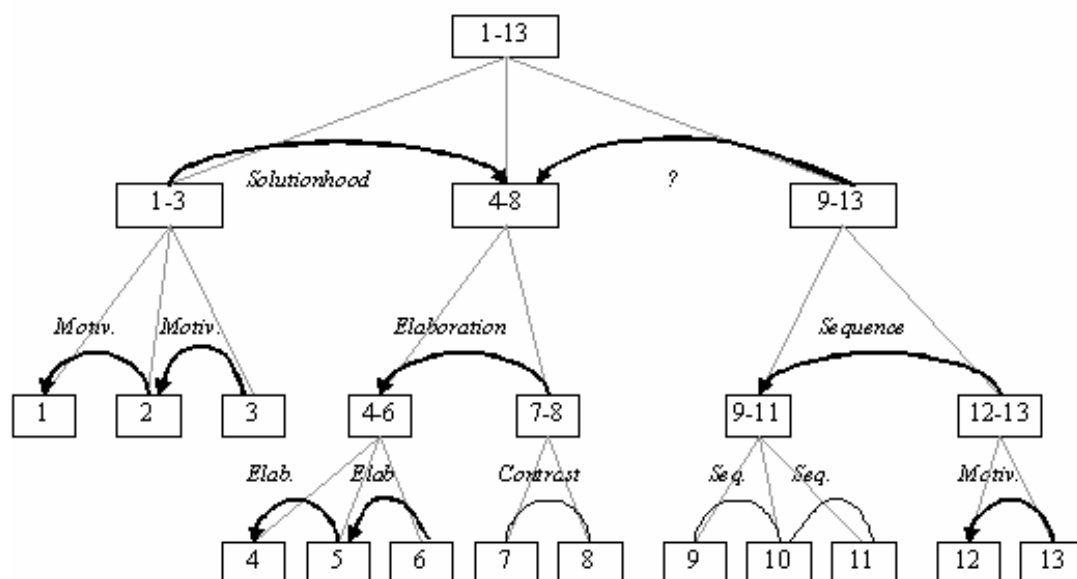 1-13
Solutionhood ?
1-3 4-8 9-13
Motiv. Motiv. Elaboration Sequence
1 2 3 4-6 7-8 9-11 12-13
Elab. Elab. Contrast Seq. Seq. Motiv.
4 5 6 7 8 9 10 11 12 13